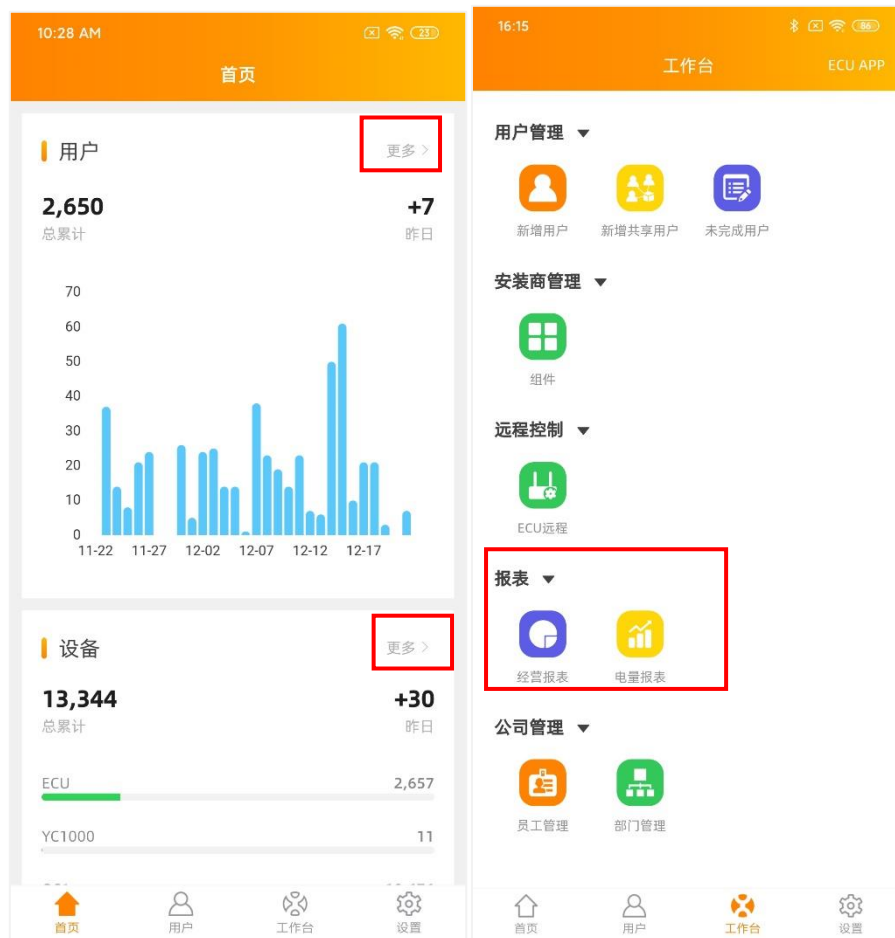 10:28 AM
23
首页
用户
更多 >
2,650
+7
总累计
昨日
70
60
50
40
30
20
10
0
11-22 11-27 12-02 12-07 12-12 12-17
设备
更多 >
13,344
+30
总累计
昨日
ECU
2,657
YC1000
11
首页 用户 工作台 设置
16:15
86
工作台
ECU APP
用户管理
新增用户 新增共享用户 未完成用户
安装商管理
组件
远程控制
ECU远程
报表
经营报表 电量报表
公司管理
员工管理 部门管理
首页 用户 工作台 设置